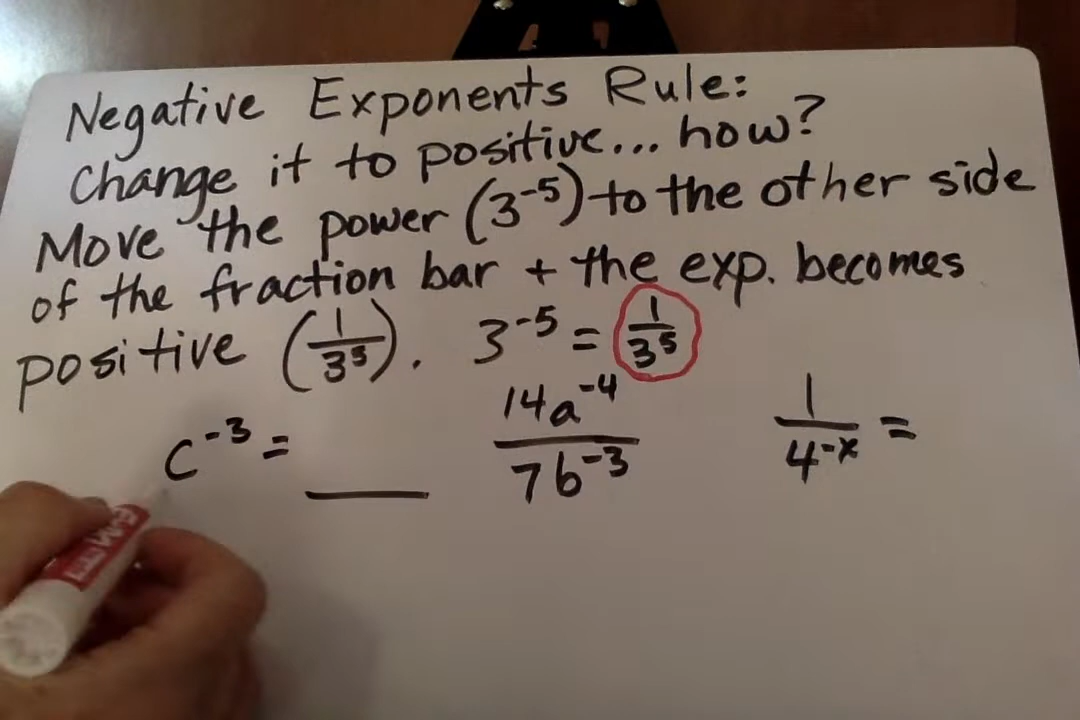 Negative Exponents Rule:
Change it to positive... how?
Move the power (3⁻⁵) to the other side
of the fraction bar + the exp. becomes
positive (1/3⁵). 3⁻⁵ = 1/3⁵
c⁻³ = ____ 14a⁻⁴/7b⁻³ 1/4⁻ˣ =